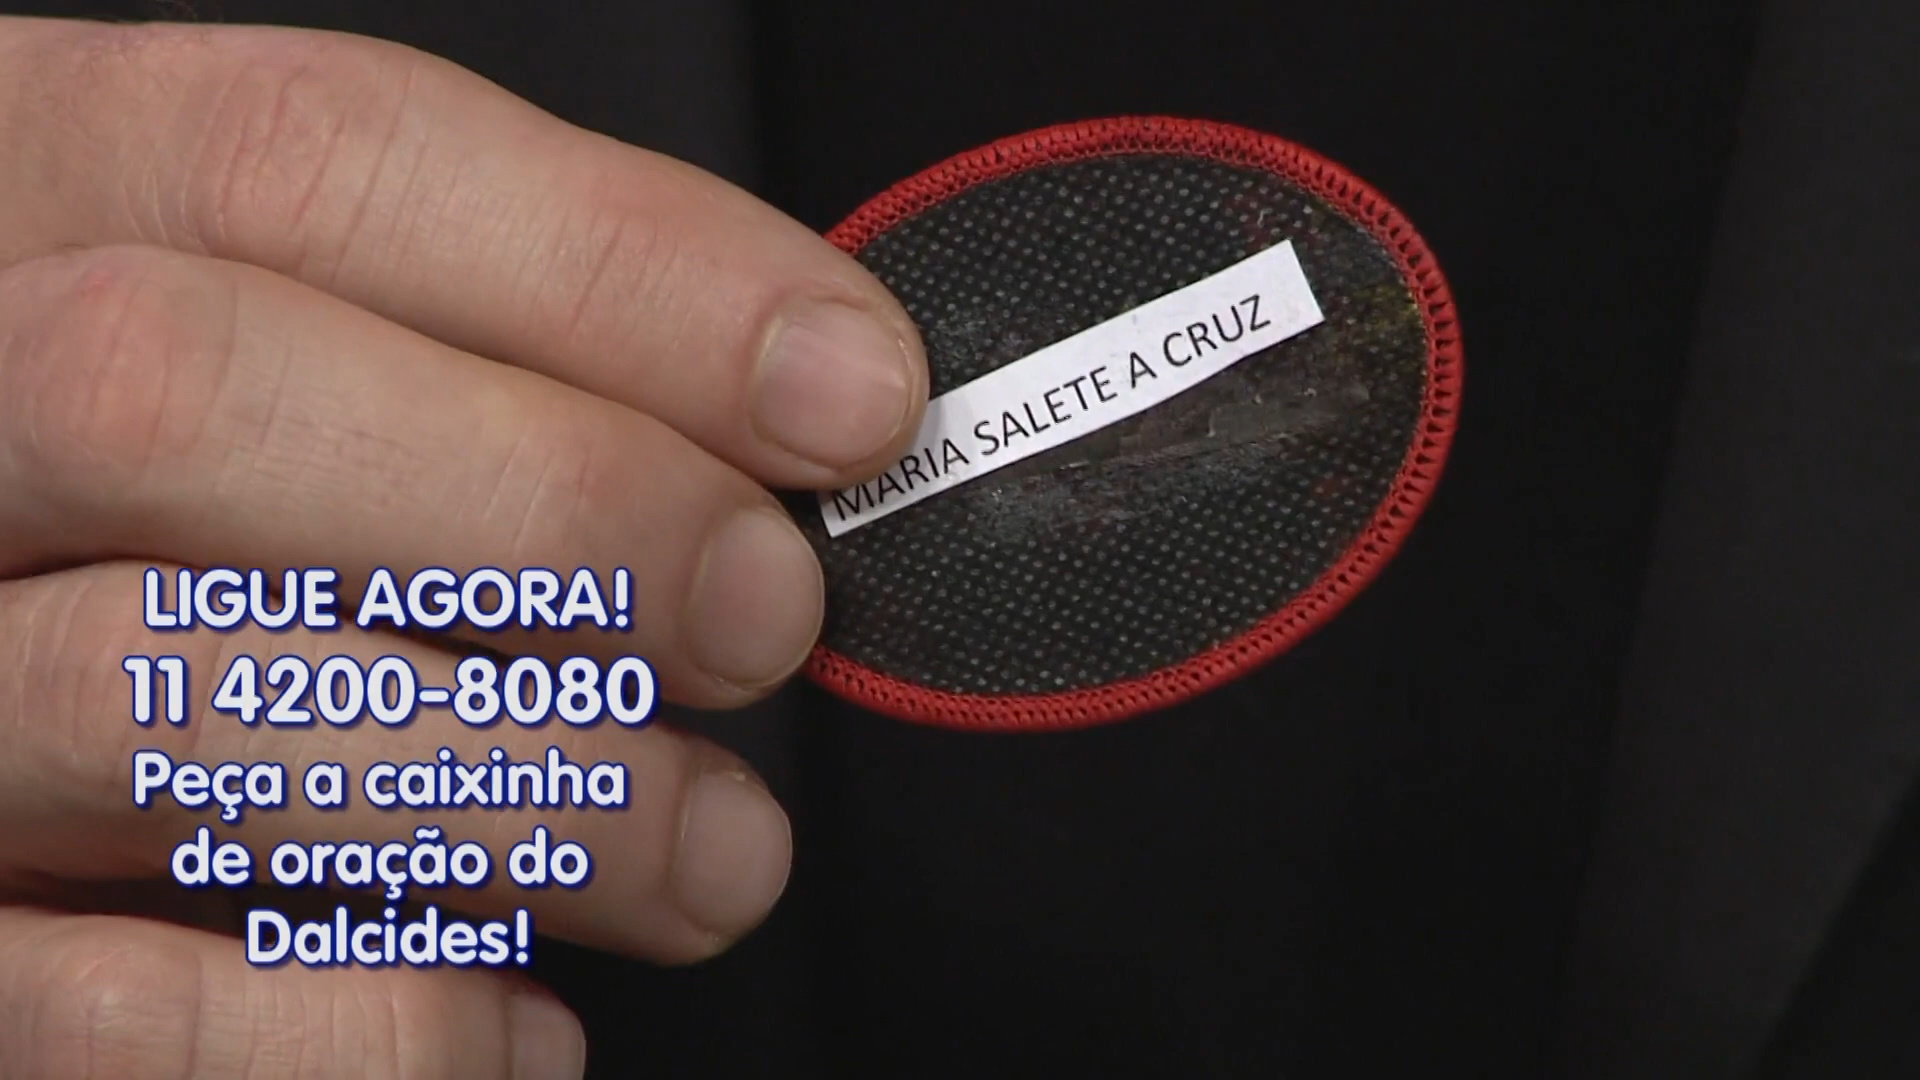 MARIA SALETE A CRUZ
LIGUE AGORA!
11 4200-8080
Peça a caixinha
de oração do
Dalcides!